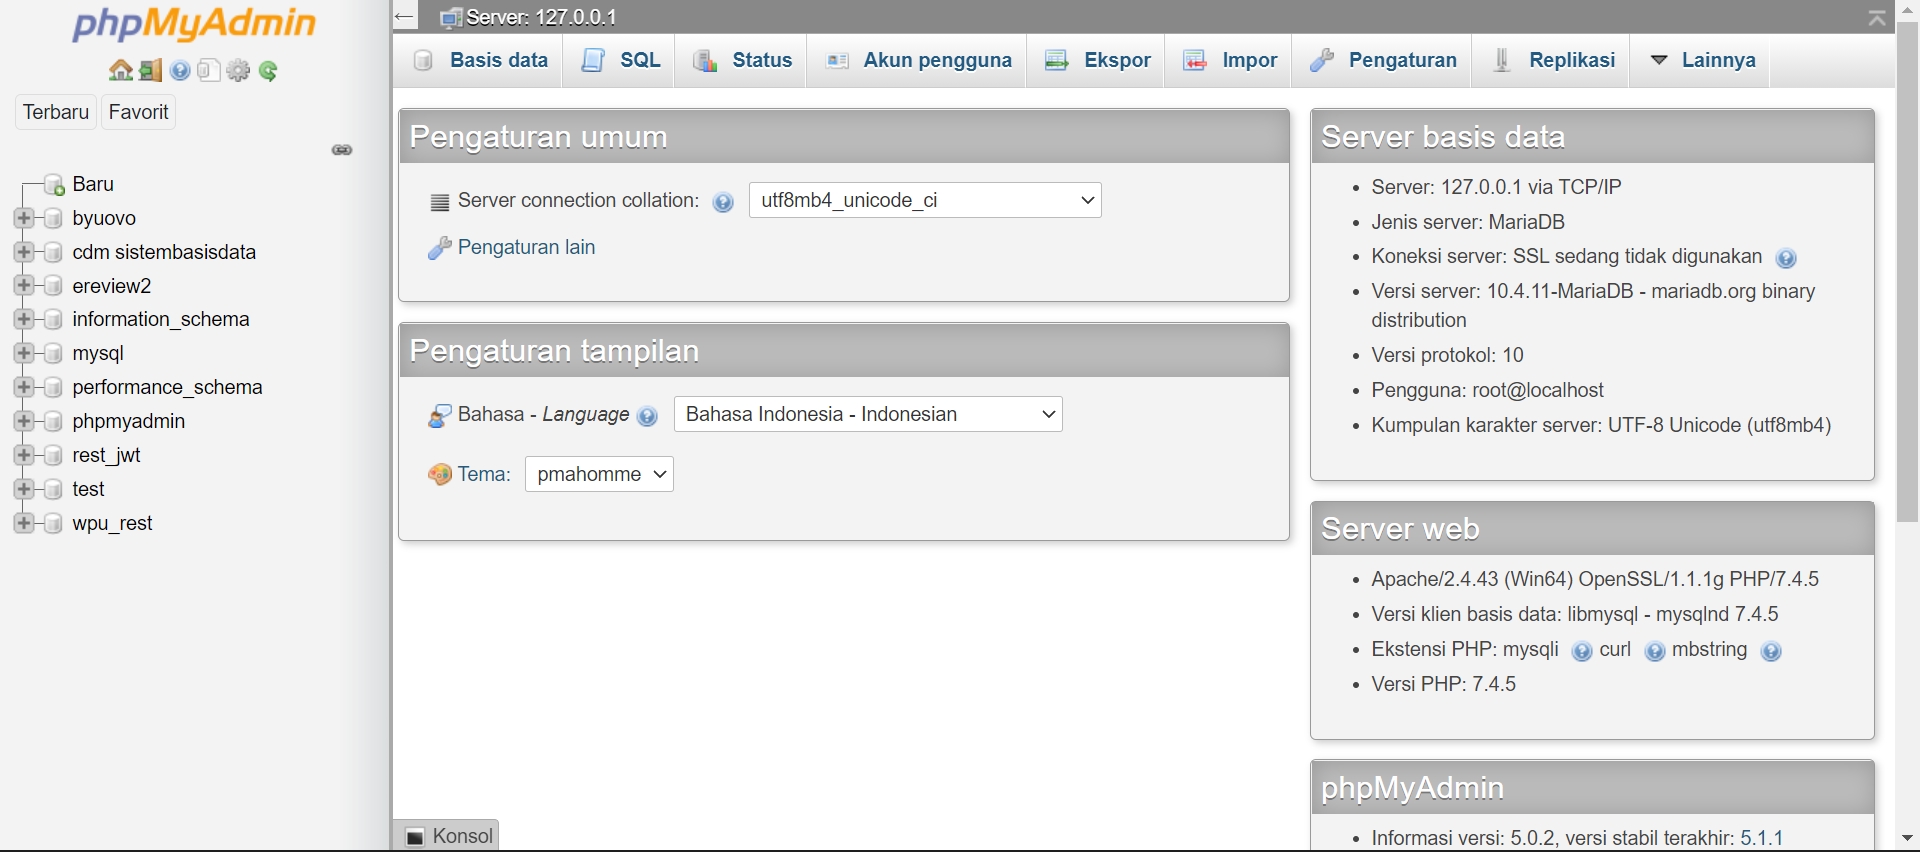 phpMyAdmin
Terbaru
Favorit
Baru
byuovo
cdm sistembasisdata
ereview2
information_schema
mysql
performance_schema
phpmyadmin
rest_jwt
test
wpu_rest
Server: 127.0.0.1
Basis data
SQL
Status
Akun pengguna
Ekspor
Impor
Pengaturan
Replikasi
Lainnya
Pengaturan umum
Server connection collation:
utf8mb4_unicode_ci
Pengaturan lain
Pengaturan tampilan
Bahasa - Language
Bahasa Indonesia - Indonesian
Tema:
pmahomme
Konsol
Server basis data
Server: 127.0.0.1 via TCP/IP
Jenis server: MariaDB
Koneksi server: SSL sedang tidak digunakan
Versi server: 10.4.11-MariaDB - mariadb.org binary
distribution
Versi protokol: 10
Pengguna: root@localhost
Kumpulan karakter server: UTF-8 Unicode (utf8mb4)
Server web
Apache/2.4.43 (Win64) OpenSSL/1.1.1g PHP/7.4.5
Versi klien basis data: libmysql - mysqlnd 7.4.5
Ekstensi PHP: mysqli curl mbstring
Versi PHP: 7.4.5
phpMyAdmin
Informasi versi: 5.0.2, versi stabil terakhir: 5.1.1